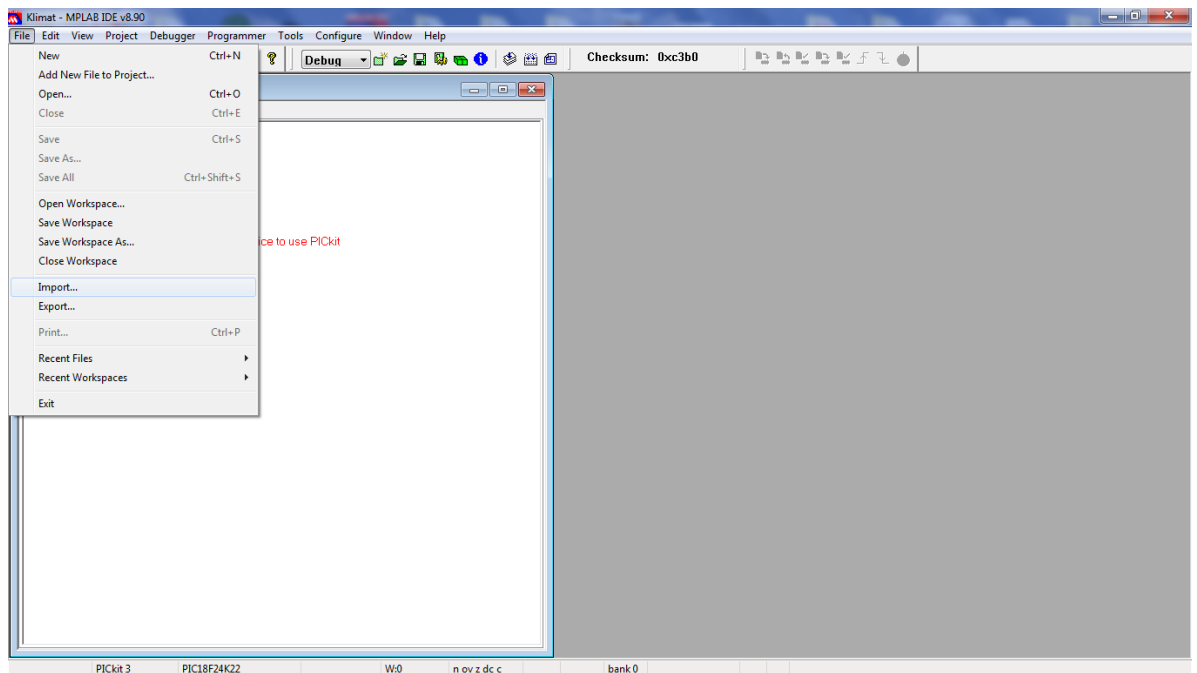 Klimat - MPLAB IDE v8.90
File Edit View Project Debugger Programmer Tools Configure Window Help
Debug Checksum: 0xc3b0
New Ctrl+N
Add New File to Project...
Open... Ctrl+O
Close Ctrl+E
Save Ctrl+S
Save As...
Save All Ctrl+Shift+S
Open Workspace...
Save Workspace
Save Workspace As...
Close Workspace
Import...
Export...
Print... Ctrl+P
Recent Files
Recent Workspaces
Exit
ice to use PICkit
PICkit 3 PIC18F24K22 W:0 n ov z dc c bank 0